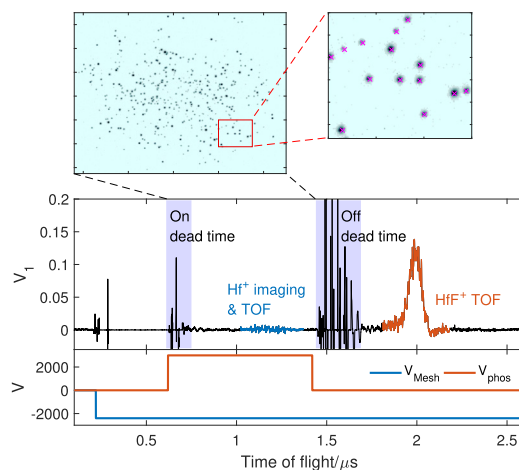 0.2
0.15
0.1
0.05
0
V1
On
dead time
Off
dead time
Hf+ imaging
& TOF
HfF+ TOF
2000
0
-2000
V
VMesh
Vphos
0.5
1
1.5
2
2.5
Time of flight/μs